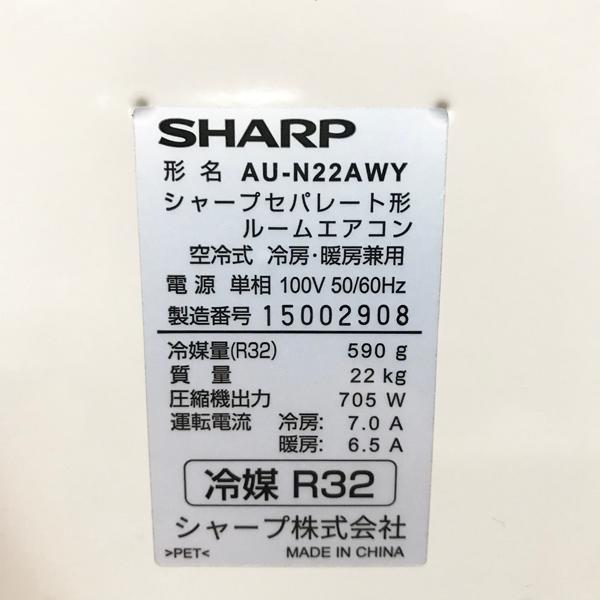 SHARP
形名 AU-N22AWY
シャープセパレート形
ルームエアコン
空冷式 冷房・暖房兼用
電源 単相 100V 50/60Hz
製造番号 15002908
冷媒量(R32) 590 g
質量 22 kg
圧縮機出力 705 W
運転電流 冷房: 7.0 A
暖房: 6.5 A
冷媒 R32
シャープ株式会社
>PET< MADE IN CHINA